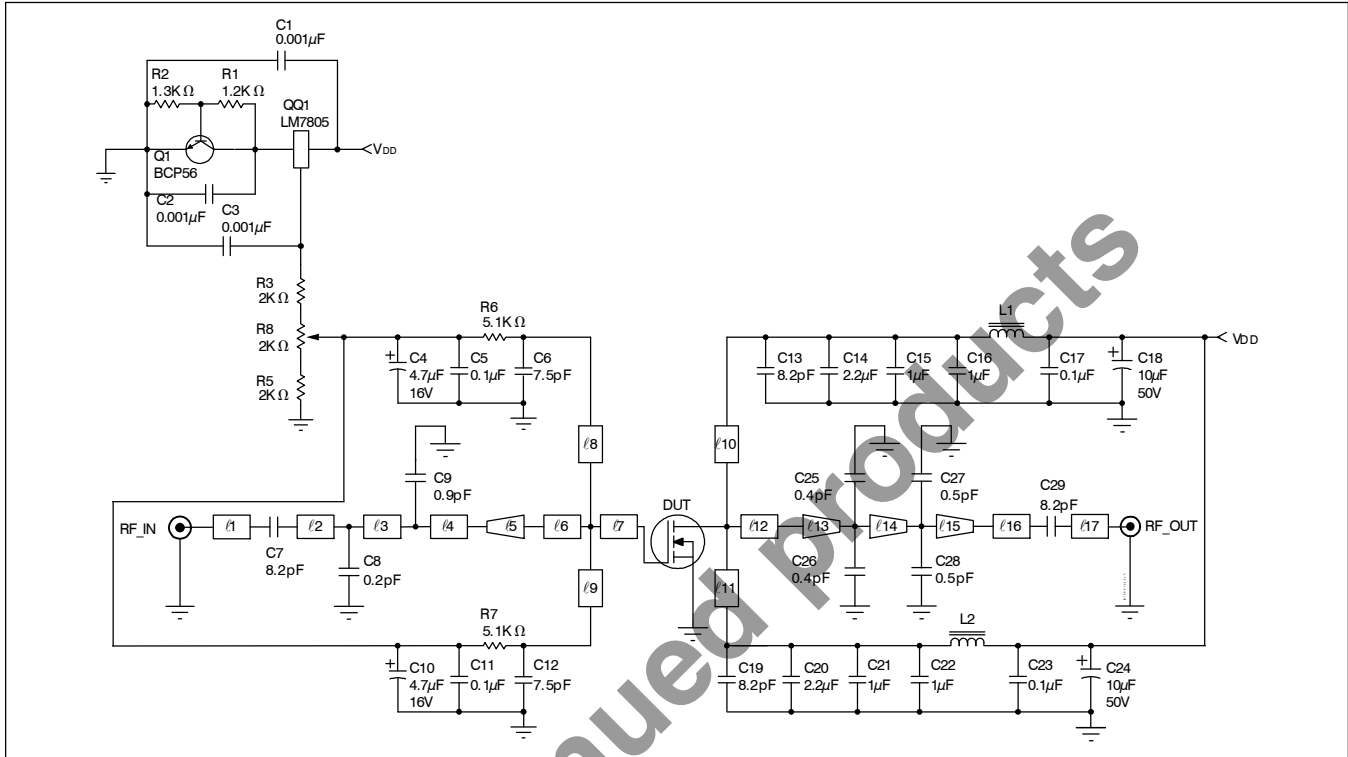 C1
0.001µF
R2
1.3K Ω
R1
1.2K Ω
QQ1
LM7805
VDD
Q1
BCP56
C2
0.001µF
C3
0.001µF
R3
2K Ω
R8
2K Ω
R5
2K Ω
R6
5.1K Ω
+
C4
4.7µF
16V
C5
0.1µF
C6
7.5pF
L1
VDD
C13
8.2pF
C14
2.2µF
C15
1µF
C16
1µF
C17
0.1µF
+
C18
10µF
50V
ℓ8
ℓ10
C9
0.9pF
C25
0.4pF
C27
0.5pF
C29
8.2pF
DUT
RF_IN
ℓ1
ℓ2
ℓ3
ℓ4
ℓ5
ℓ6
ℓ7
ℓ12
ℓ13
ℓ14
ℓ15
ℓ16
ℓ17
RF_OUT
C7
8.2pF
C8
0.2pF
C26
0.4pF
C28
0.5pF
ℓ9
ℓ11
R7
5.1K Ω
L2
+
C10
4.7µF
16V
C11
0.1µF
C12
7.5pF
C19
8.2pF
C20
2.2µF
C21
1µF
C22
1µF
C23
0.1µF
+
C24
10µF
50V
ued products